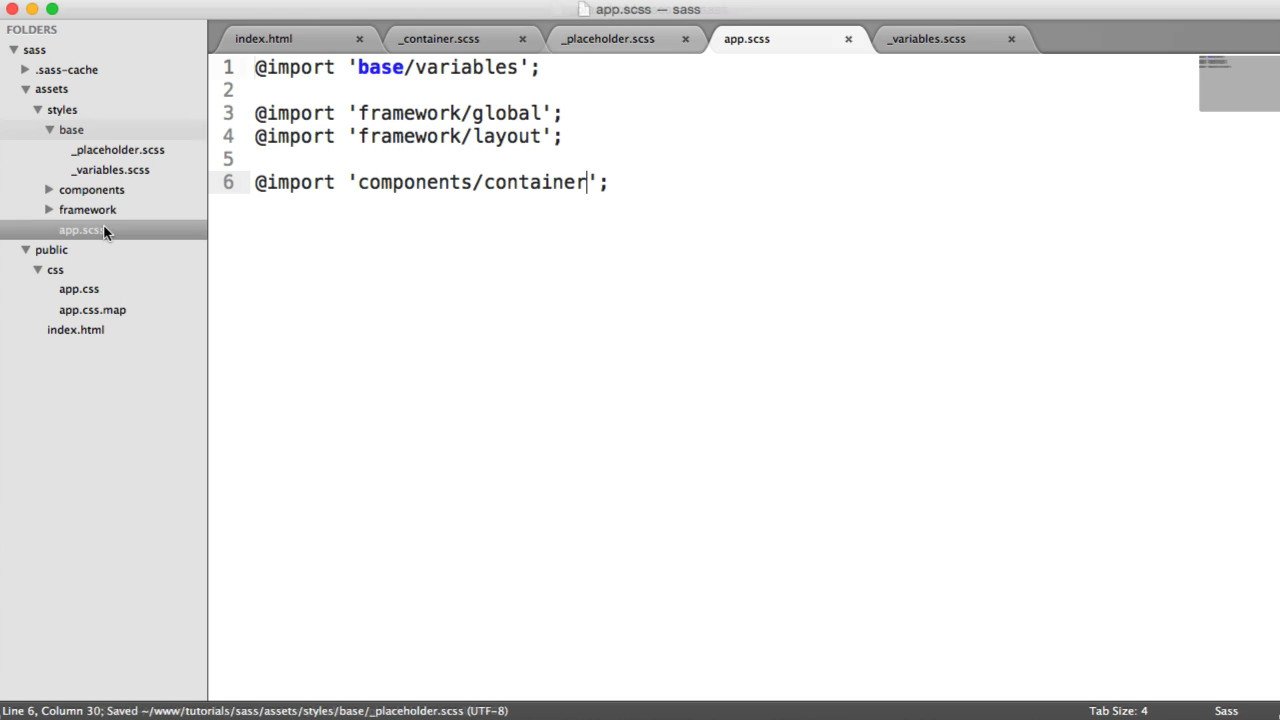 app.scss — sass
FOLDERS
sass
.sass-cache
assets
styles
base
_placeholder.scss
_variables.scss
components
framework
app.scss
public
css
app.css
app.css.map
index.html
index.html × _container.scss × _placeholder.scss × app.scss × _variables.scss ×
1 @import 'base/variables';
2
3 @import 'framework/global';
4 @import 'framework/layout';
5
6 @import 'components/container';
Line 6, Column 30; Saved ~/www/tutorials/sass/assets/styles/base/_placeholder.scss (UTF-8) Tab Size: 4 Sass